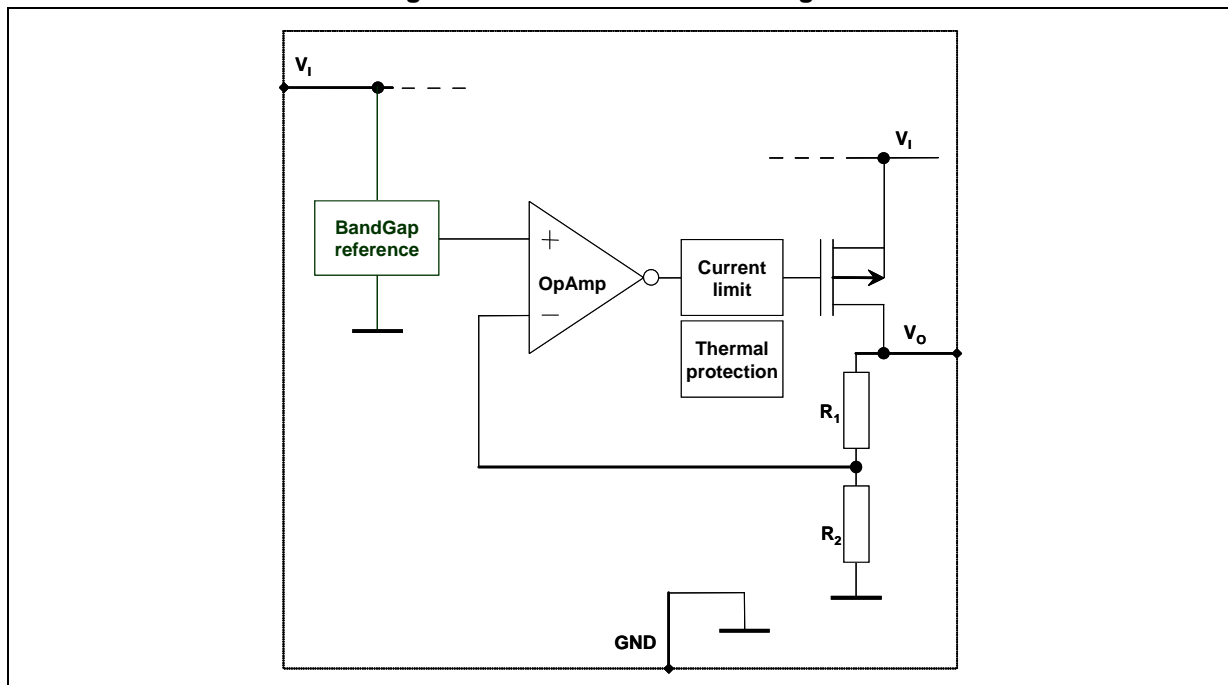 V_I
V_I
BandGap
reference
+
OpAmp
−
Current
limit
Thermal
protection
V_O
R_1
R_2
GND